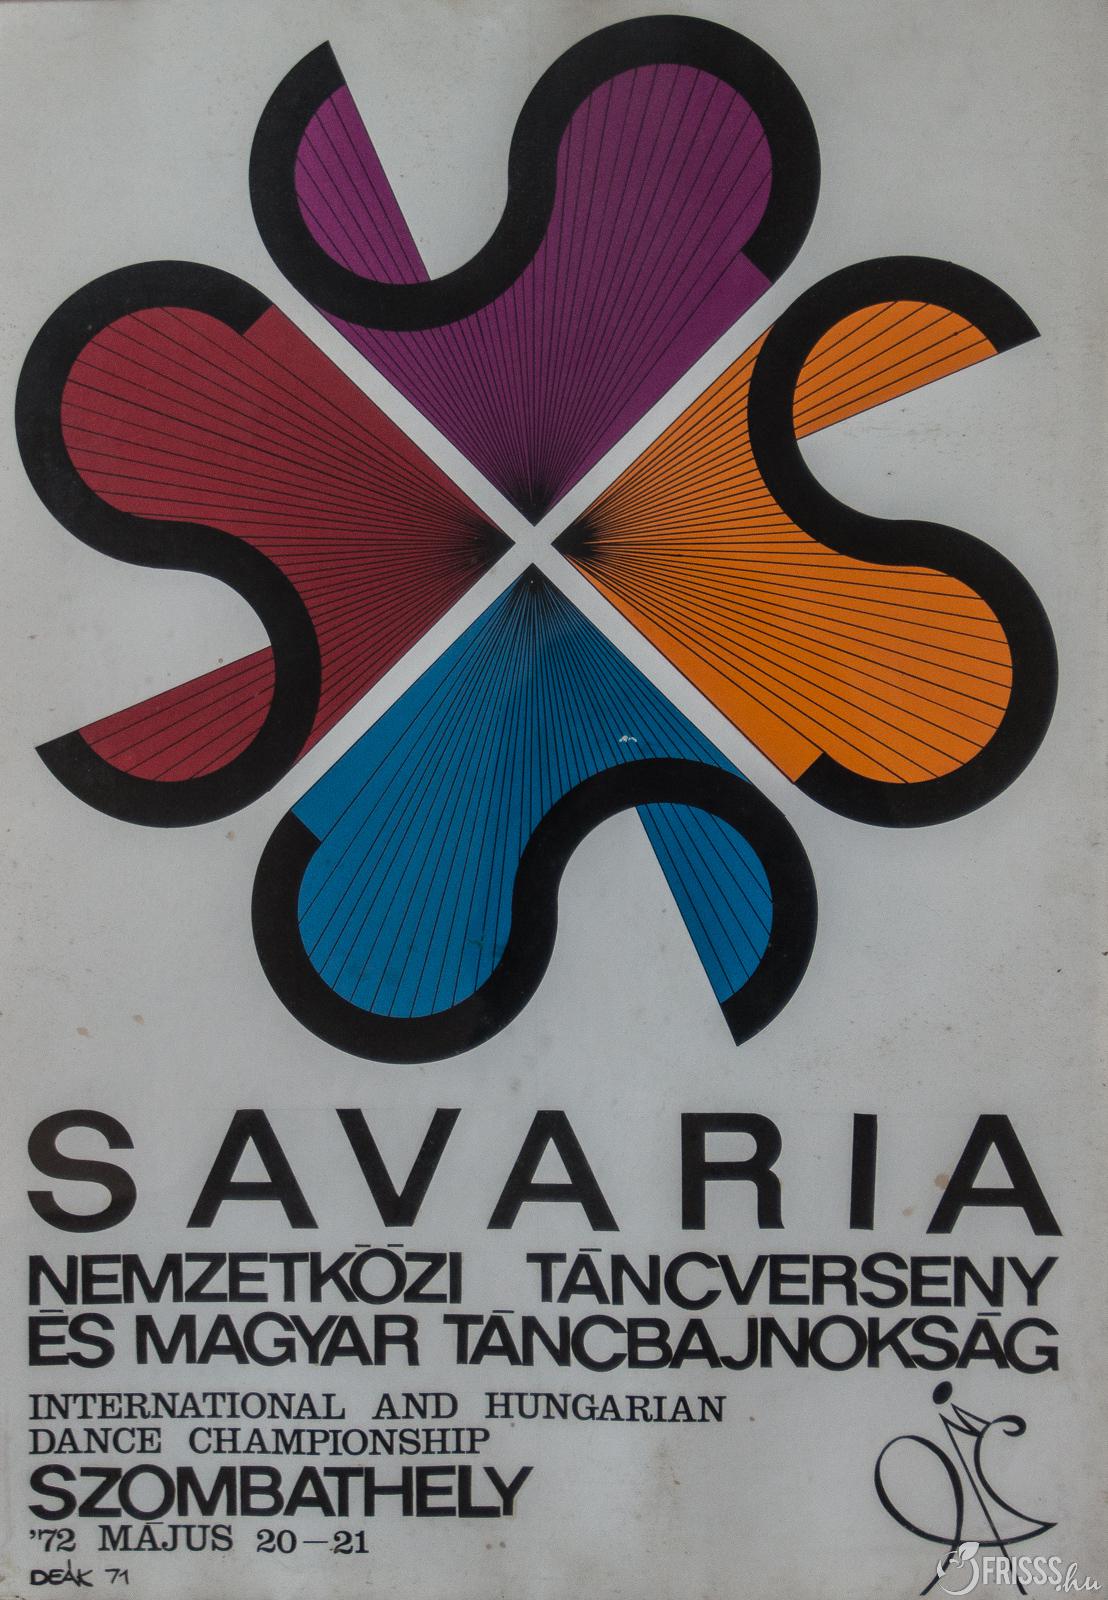 SAVARIA
NEMZETKÖZI TÁNCVERSENY
ÉS MAGYAR TÁNCBAJNOKSÁG
INTERNATIONAL AND HUNGARIAN
DANCE CHAMPIONSHIP
SZOMBATHELY
'72 MÁJUS 20-21
DEÁK 71
FRISSS.hu